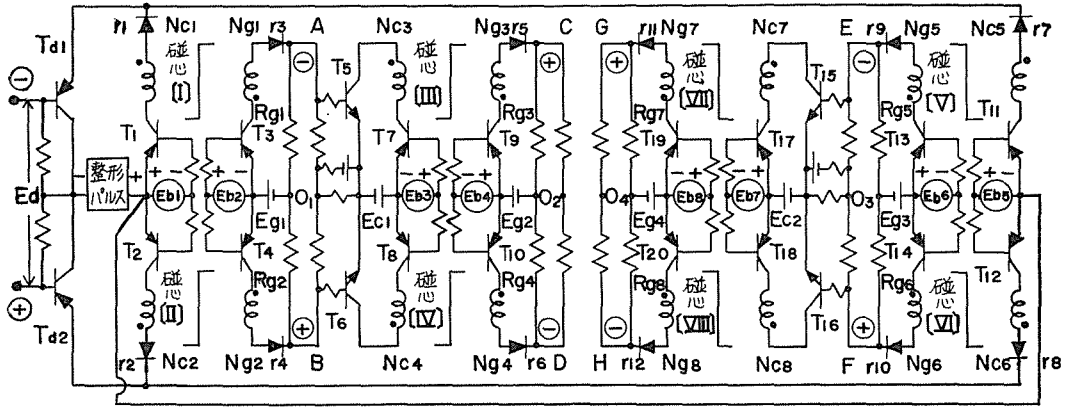 r1 Nc1 Ng1 r3 A Nc3 Ng3 r5 C G r11 Ng7 Nc7 E r9 Ng5 Nc5 r7
Td1 磁心 [I] ⊖ T5 磁心 [III] ⊕ ⊕ 磁心 [VII] T15 ⊖ 磁心 [V]
⊖
Rg1 Rg3 Rg7 Rg5
T1 T3 T7 T9 T19 T17 T13 T11
Ed − 整形パルス + + − Eb1 − + Eb2 Eg1 O1 Ec1 − + Eb3 − + Eb4 Eg2 O2 O4 Eg4 + − Eb8 + − Eb7 Ec2 O3 Eg3 + − Eb6 − + Eb5
T2 T4 T8 T10 T20 T18 T14 T12
Rg2 Rg4 Rg8 Rg6
⊕
Td2 磁心 [II] ⊕ T6 磁心 [IV] ⊖ ⊖ 磁心 [VIII] T16 ⊕ 磁心 [VI]
r2 Nc2 Ng2 r4 B Nc4 Ng4 r6 D H r12 Ng8 Nc8 F r10 Ng6 Nc6 r8